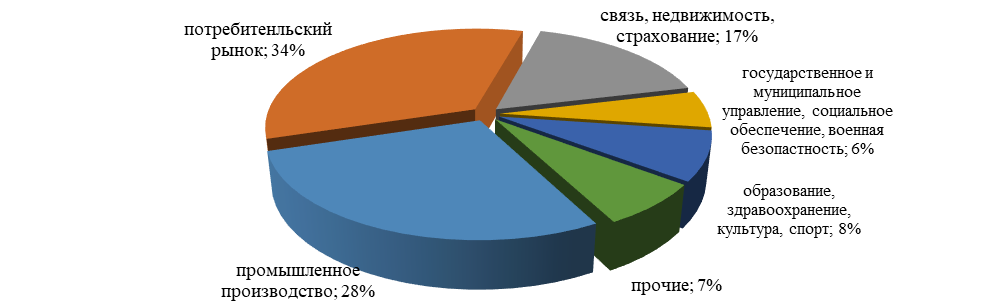 потребитенльский
рынок; 34%
связь, недвижимость,
страхование; 17%
государственное и
муниципальное
управление, социальное
обеспечение, военная
безопастность; 6%
образование,
здравоохранение,
культура, спорт; 8%
прочие; 7%
промышленное
производство; 28%